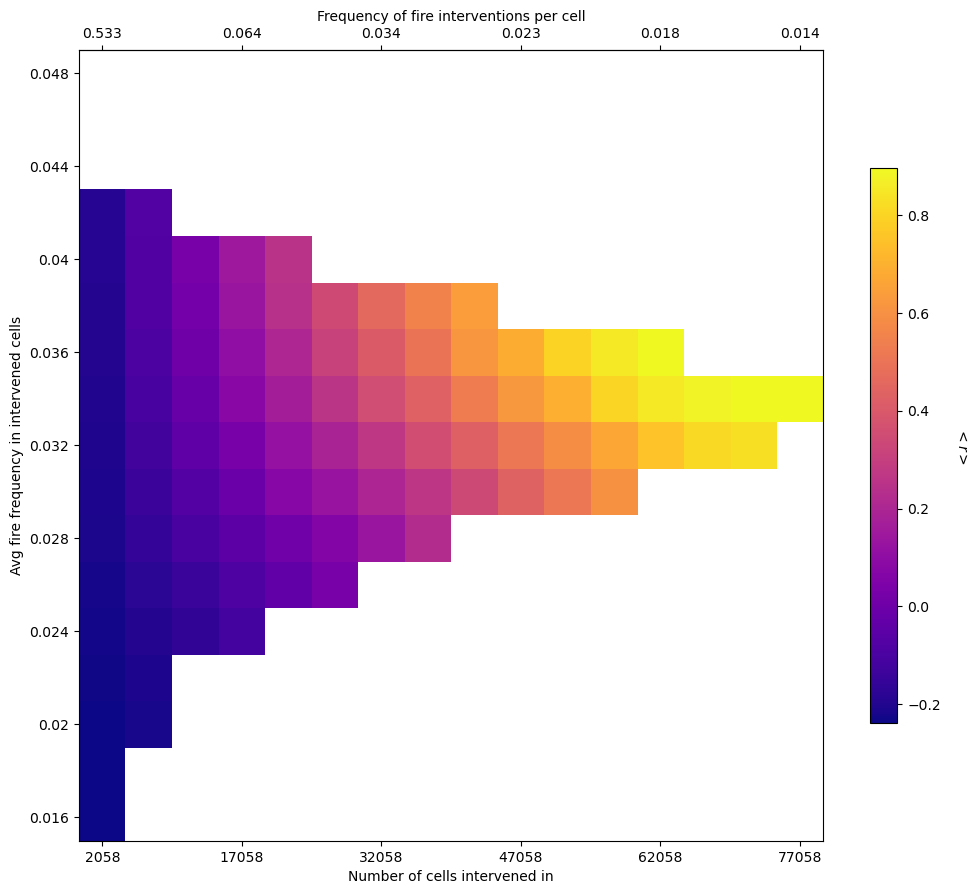 Frequency of fire interventions per cell
0.533 0.064 0.034 0.023 0.018 0.014
0.048
0.044
0.04
0.036
0.032
0.028
0.024
0.02
0.016
Avg fire frequency in intervened cells
2058 17058 32058 47058 62058 77058
Number of cells intervened in
0.8
0.6
0.4
0.2
0.0
−0.2
< r >